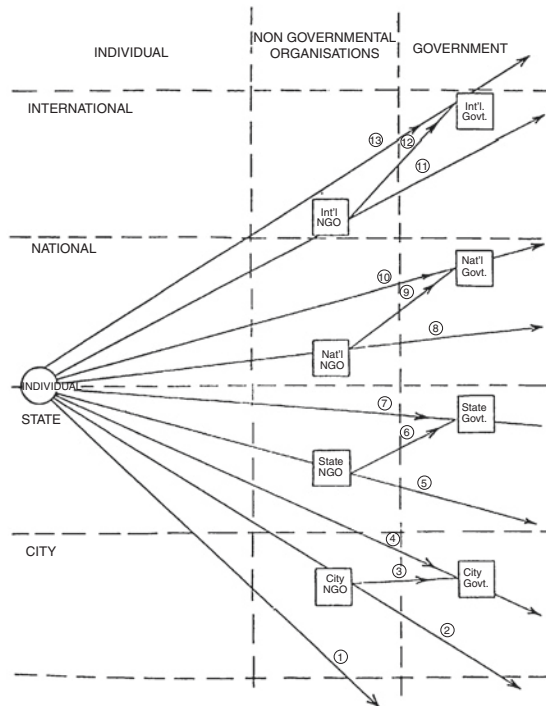 INDIVIDUAL
NON GOVERNMENTAL
ORGANISATIONS
GOVERNMENT
INTERNATIONAL
Int'l.
Govt.
13
12
11
Int'l
NGO
NATIONAL
Nat'l
Govt.
10
9
8
Nat'l
NGO
INDIVIDUAL
STATE
7
State
Govt.
6
State
NGO
5
CITY
4
3
City
Govt.
City
NGO
2
1